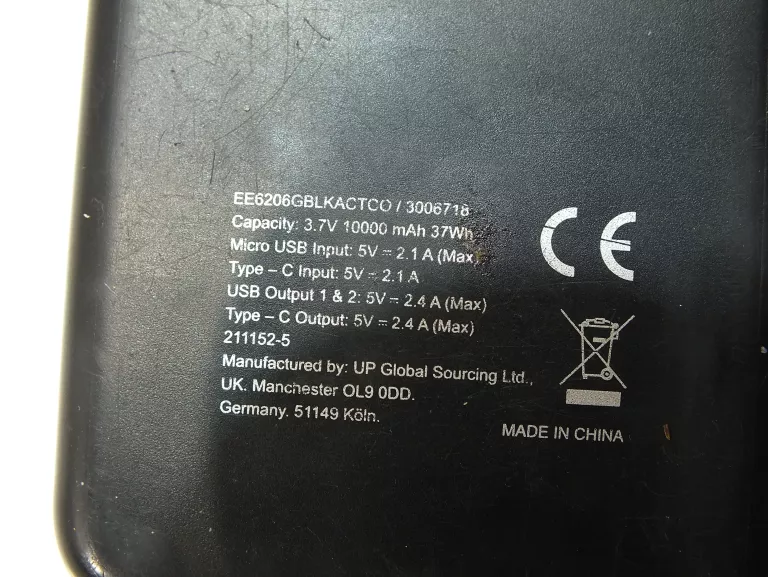 EE6206GBLKACTCO / 3006718
Capacity: 3.7V 10000 mAh 37Wh
Micro USB Input: 5V ⎓ 2.1 A (Max)
Type – C Input: 5V ⎓ 2.1 A
USB Output 1 & 2: 5V ⎓ 2.4 A (Max)
Type – C Output: 5V ⎓ 2.4 A (Max)
211152-5
Manufactured by: UP Global Sourcing Ltd.,
UK. Manchester OL9 0DD.
Germany. 51149 Köln.
CE
MADE IN CHINA